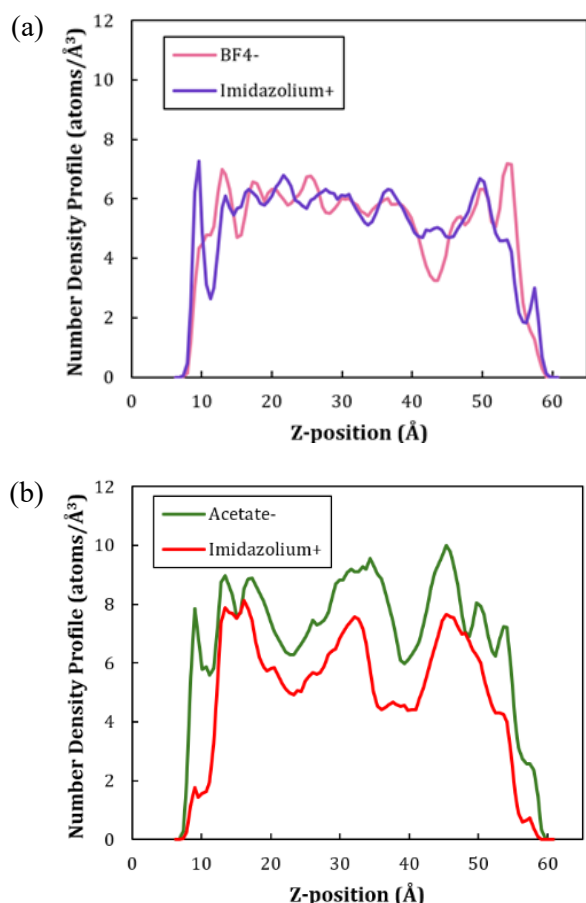 (a)
Number Density Profile (atoms/Å³)
12
10
8
6
4
2
0
BF4-
Imidazolium+
0 10 20 30 40 50 60
Z-position (Å)
(b)
Number Density Profile (atoms/Å³)
12
10
8
6
4
2
0
Acetate-
Imidazolium+
0 10 20 30 40 50 60
Z-position (Å)